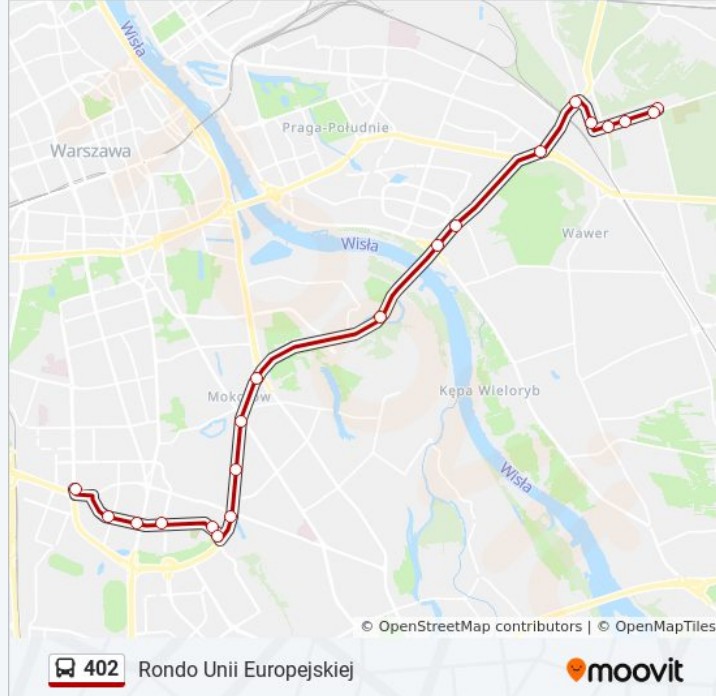 Wisła
Praga-Południe
Warszawa
Wisła
Wawer
Mokotów
Kępa Wieloryb
Wisła
© OpenStreetMap contributors | © OpenMapTiles
402 Rondo Unii Europejskiej
moovit